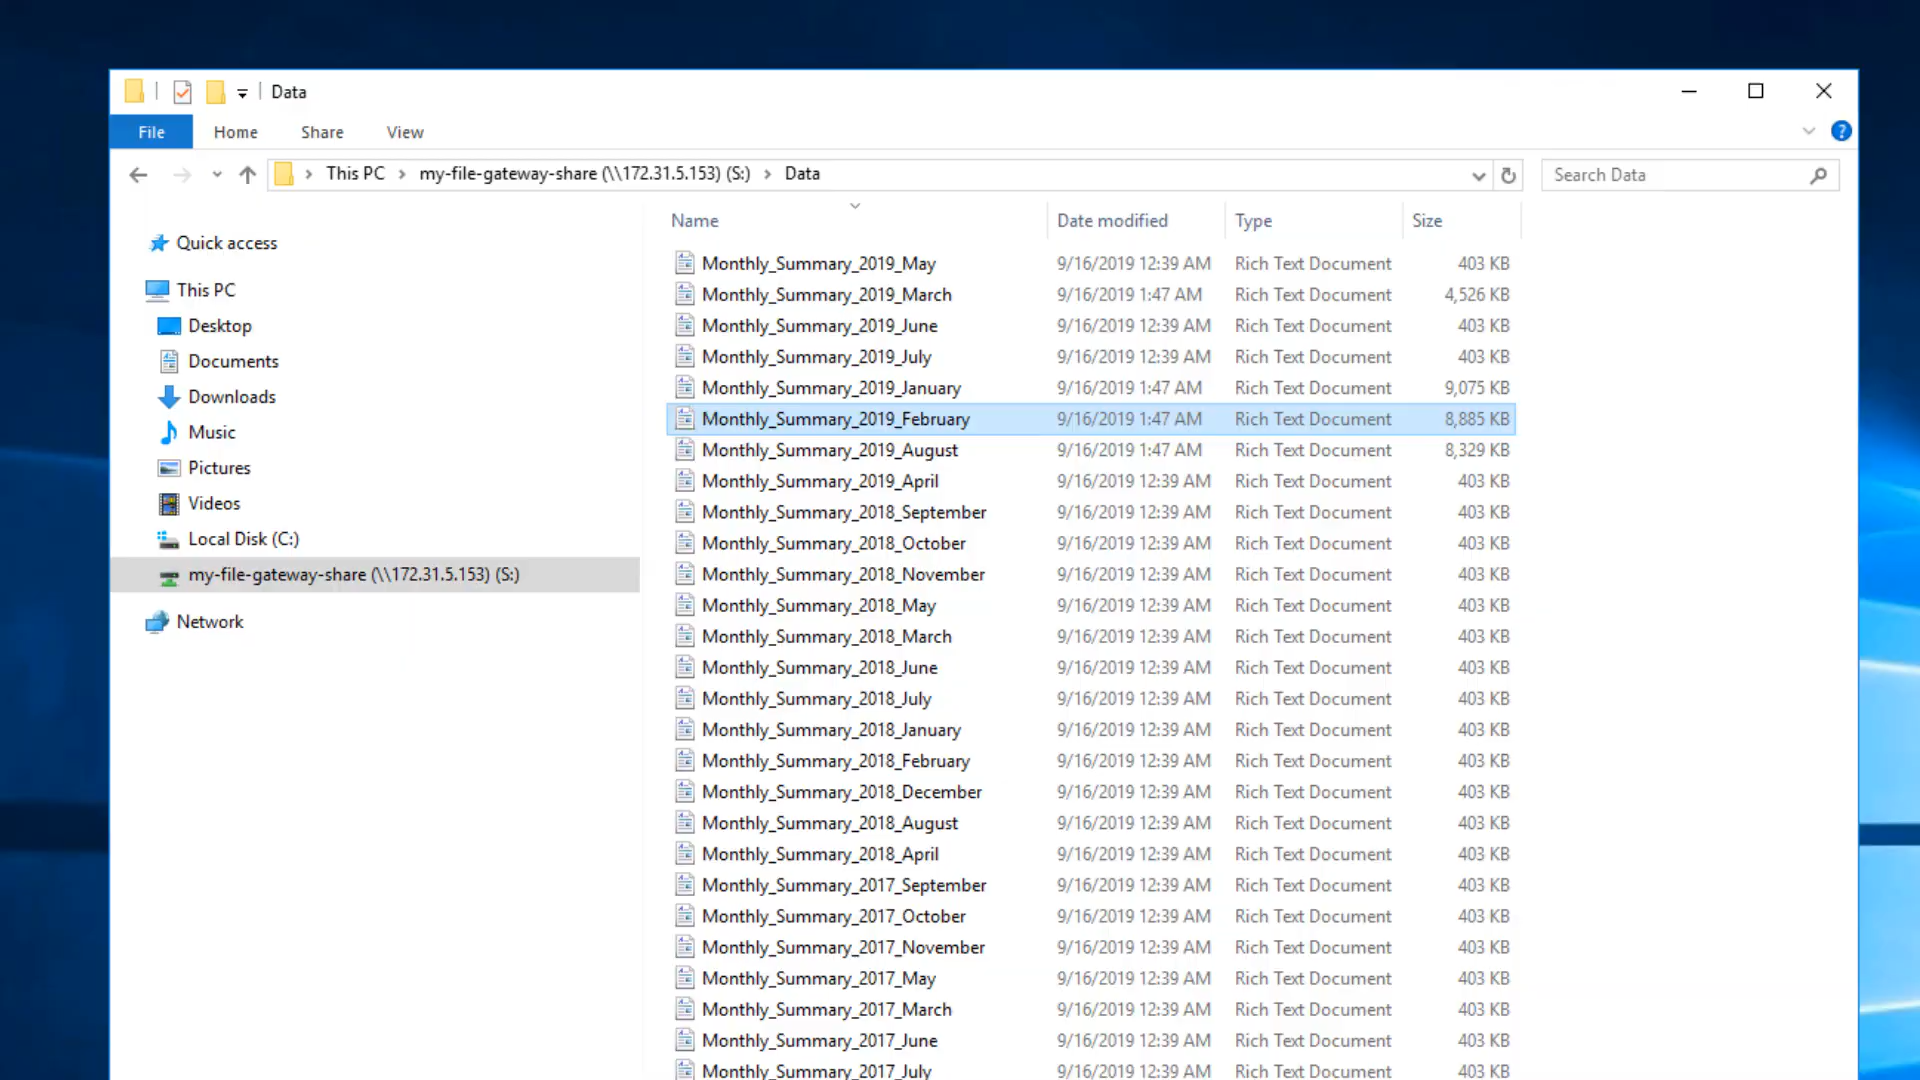 Data
File Home Share View
This PC my-file-gateway-share (\\172.31.5.153) (S:) Data
Search Data
Quick access
This PC
Desktop
Documents
Downloads
Music
Pictures
Videos
Local Disk (C:)
my-file-gateway-share (\\172.31.5.153) (S:)
Network
Name Date modified Type Size
Monthly_Summary_2019_May 9/16/2019 12:39 AM Rich Text Document 403 KB
Monthly_Summary_2019_March 9/16/2019 1:47 AM Rich Text Document 4,526 KB
Monthly_Summary_2019_June 9/16/2019 12:39 AM Rich Text Document 403 KB
Monthly_Summary_2019_July 9/16/2019 12:39 AM Rich Text Document 403 KB
Monthly_Summary_2019_January 9/16/2019 1:47 AM Rich Text Document 9,075 KB
Monthly_Summary_2019_February 9/16/2019 1:47 AM Rich Text Document 8,885 KB
Monthly_Summary_2019_August 9/16/2019 1:47 AM Rich Text Document 8,329 KB
Monthly_Summary_2019_April 9/16/2019 12:39 AM Rich Text Document 403 KB
Monthly_Summary_2018_September 9/16/2019 12:39 AM Rich Text Document 403 KB
Monthly_Summary_2018_October 9/16/2019 12:39 AM Rich Text Document 403 KB
Monthly_Summary_2018_November 9/16/2019 12:39 AM Rich Text Document 403 KB
Monthly_Summary_2018_May 9/16/2019 12:39 AM Rich Text Document 403 KB
Monthly_Summary_2018_March 9/16/2019 12:39 AM Rich Text Document 403 KB
Monthly_Summary_2018_June 9/16/2019 12:39 AM Rich Text Document 403 KB
Monthly_Summary_2018_July 9/16/2019 12:39 AM Rich Text Document 403 KB
Monthly_Summary_2018_January 9/16/2019 12:39 AM Rich Text Document 403 KB
Monthly_Summary_2018_February 9/16/2019 12:39 AM Rich Text Document 403 KB
Monthly_Summary_2018_December 9/16/2019 12:39 AM Rich Text Document 403 KB
Monthly_Summary_2018_August 9/16/2019 12:39 AM Rich Text Document 403 KB
Monthly_Summary_2018_April 9/16/2019 12:39 AM Rich Text Document 403 KB
Monthly_Summary_2017_September 9/16/2019 12:39 AM Rich Text Document 403 KB
Monthly_Summary_2017_October 9/16/2019 12:39 AM Rich Text Document 403 KB
Monthly_Summary_2017_November 9/16/2019 12:39 AM Rich Text Document 403 KB
Monthly_Summary_2017_May 9/16/2019 12:39 AM Rich Text Document 403 KB
Monthly_Summary_2017_March 9/16/2019 12:39 AM Rich Text Document 403 KB
Monthly_Summary_2017_June 9/16/2019 12:39 AM Rich Text Document 403 KB
Monthly_Summary_2017_July 9/16/2019 12:39 AM Rich Text Document 403 KB